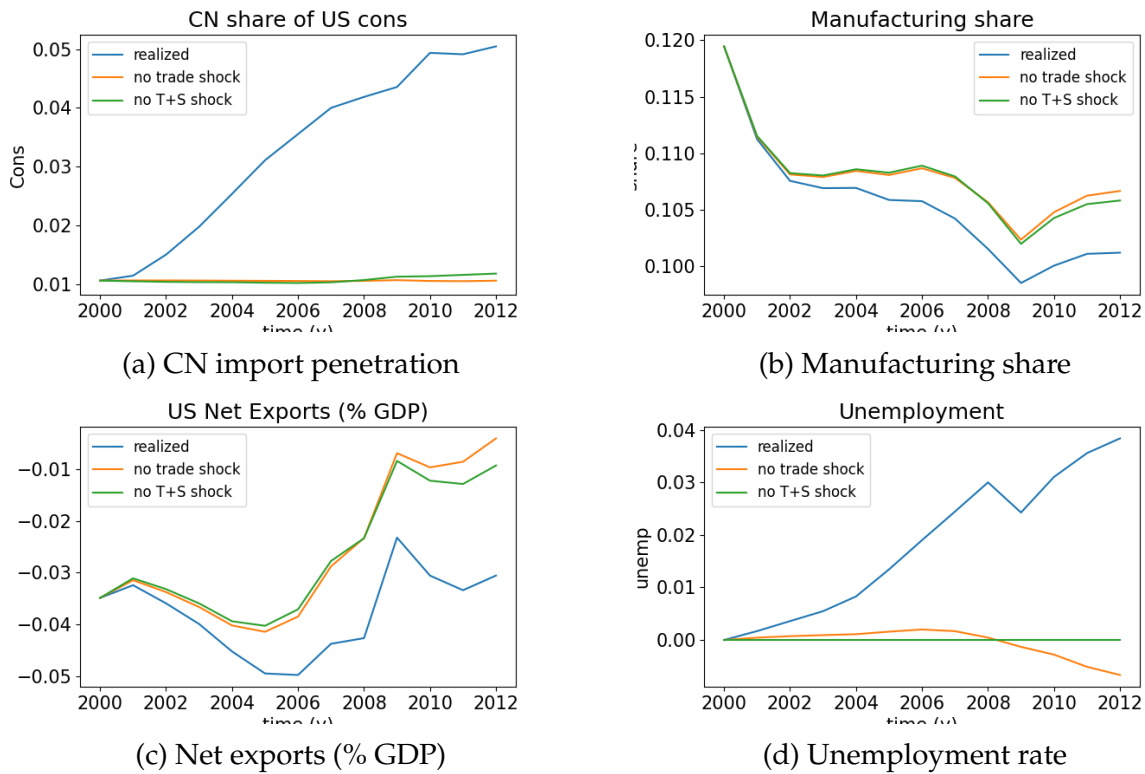 CN share of US cons
0.05
0.04
0.03
0.02
0.01
Cons
realized
no trade shock
no T+S shock
2000 2002 2004 2006 2008 2010 2012
time (y)
(a) CN import penetration
Manufacturing share
0.120
0.115
0.110
0.105
0.100
share
realized
no trade shock
no T+S shock
2000 2002 2004 2006 2008 2010 2012
time (y)
(b) Manufacturing share
US Net Exports (% GDP)
−0.01
−0.02
−0.03
−0.04
−0.05
realized
no trade shock
no T+S shock
2000 2002 2004 2006 2008 2010 2012
time (y)
(c) Net exports (% GDP)
Unemployment
0.04
0.03
0.02
0.01
0.00
unemp
realized
no trade shock
no T+S shock
2000 2002 2004 2006 2008 2010 2012
time (y)
(d) Unemployment rate